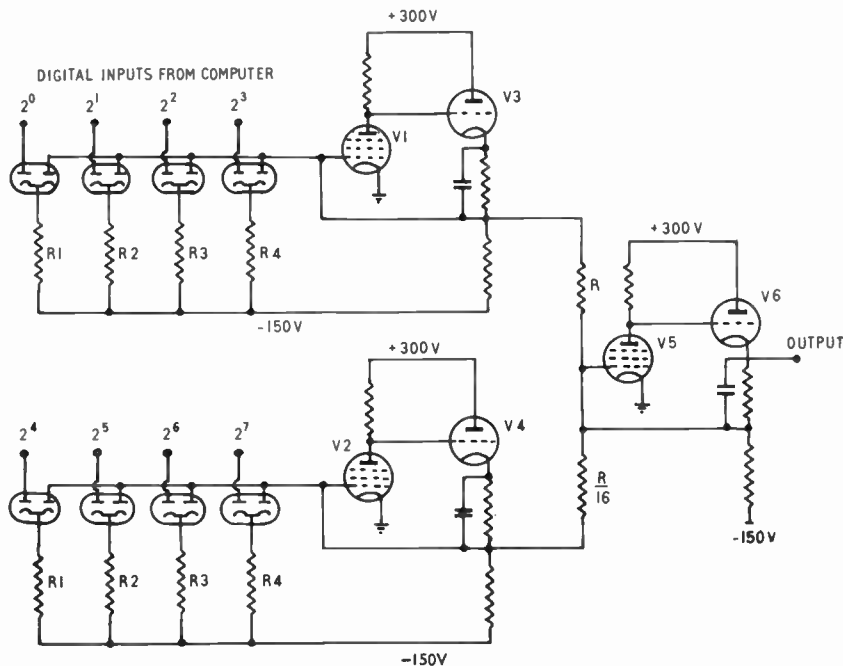 +300V
DIGITAL INPUTS FROM COMPUTER
2⁰ 2¹ 2² 2³
V1
V3
R1 R2 R3 R4
-150V
+300V
R
V5
V6
OUTPUT
+300V
2⁴ 2⁵ 2⁶ 2⁷
V2
V4
R/16
-150V
R1 R2 R3 R4
-150V